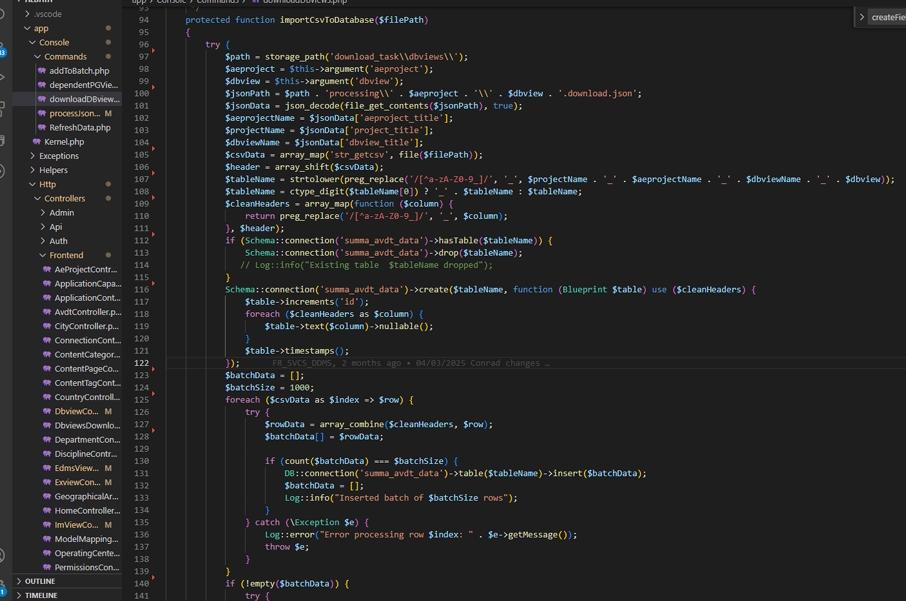 app > Console > Commands > downloadDBviews.php
.vscode
app
Console
Commands
addToBatch.php
dependentPGVie...
downloadDBview...
processJson... M
RefreshData.php
Kernel.php
Exceptions
Helpers
Http
Controllers
Admin
Api
Auth
Frontend
AeProjectContr...
ApplicationCapa...
ApplicationCont...
AvdtController.p...
CityController.p...
ConnectionCont...
ContentCategor...
ContentPageCo...
ContentTagCont...
CountryControll...
DbviewCo... M
DbviewsDownlo...
DepartmentCon...
DisciplineContr...
EdmsView... M
ExviewCon... M
GeographicalAr...
HomeController...
ImViewCo... M
ModelMapping...
OperatingCente...
PermissionsCon...
OUTLINE
TIMELINE
createFie
94 protected function importCsvToDatabase($filePath)
95 {
96 try {
97 $path = storage_path('download_task\\dbviews\\');
98 $aeproject = $this->argument('aeproject');
99 $dbview = $this->argument('dbview');
100 $jsonPath = $path . 'processing\\' . $aeproject . '\\' . $dbview . '.download.json';
101 $jsonData = json_decode(file_get_contents($jsonPath), true);
102 $aeprojectName = $jsonData['aeproject_title'];
103 $projectName = $jsonData['project_title'];
104 $dbviewName = $jsonData['dbview_title'];
105 $csvData = array_map('str_getcsv', file($filePath));
106 $header = array_shift($csvData);
107 $tableName = strtolower(preg_replace('/[^a-zA-Z0-9_]/', '_', $projectName . '_' . $aeprojectName . '_' . $dbviewName . '_' . $dbview));
108 $tableName = ctype_digit($tableName[0]) ? '_' . $tableName : $tableName;
109 $cleanHeaders = array_map(function ($column) {
110 return preg_replace('/[^a-zA-Z0-9_]/', '_', $column);
111 }, $header);
112 if (Schema::connection('summa_avdt_data')->hasTable($tableName)) {
113 Schema::connection('summa_avdt_data')->drop($tableName);
114 // Log::info("Existing table $tableName dropped");
115 }
116 Schema::connection('summa_avdt_data')->create($tableName, function (Blueprint $table) use ($cleanHeaders) {
117 $table->increments('id');
118 foreach ($cleanHeaders as $column) {
119 $table->text($column)->nullable();
120 }
121 $table->timestamps();
122 }); F8_SVCS_DDMS, 2 months ago • 04/03/2025 Conrad changes …
123 $batchData = [];
124 $batchSize = 1000;
125 foreach ($csvData as $index => $row) {
126 try {
127 $rowData = array_combine($cleanHeaders, $row);
128 $batchData[] = $rowData;
129
130 if (count($batchData) === $batchSize) {
131 DB::connection('summa_avdt_data')->table($tableName)->insert($batchData);
132 $batchData = [];
133 Log::info("Inserted batch of $batchSize rows");
134 }
135 } catch (\Exception $e) {
136 Log::error("Error processing row $index: " . $e->getMessage());
137 throw $e;
138 }
139 }
140 if (!empty($batchData)) {
141 try {